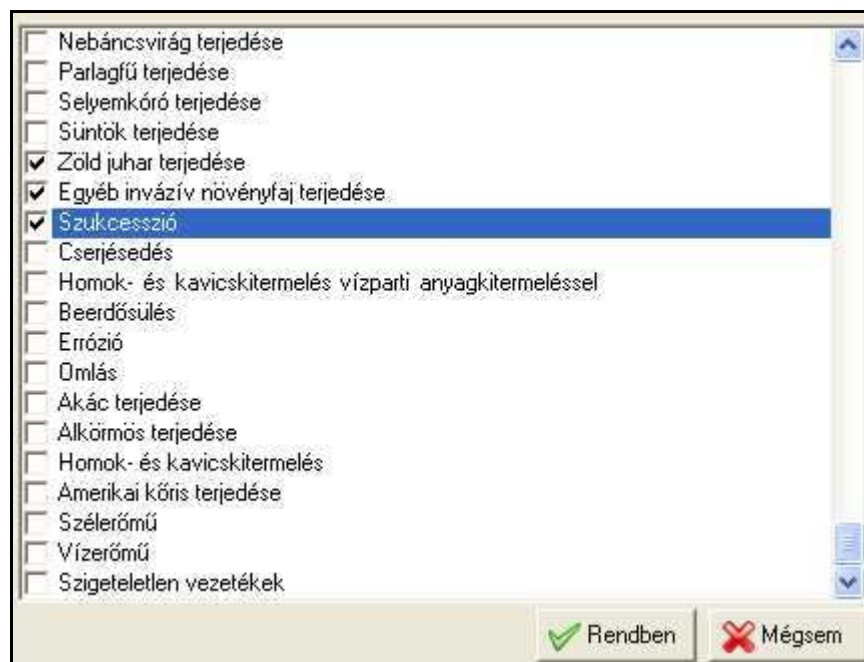 Nebáncsvirág terjedése
Parlagfű terjedése
Selyemkóró terjedése
Süntök terjedése
Zöld juhar terjedése
Egyéb invázív növényfaj terjedése
Szukcesszió
Cserjésedés
Homok- és kavicskitermelés vízparti anyagkitermeléssel
Beerdősülés
Errózió
Omlás
Akác terjedése
Alkörmös terjedése
Homok- és kavicskitermelés
Amerikai kőris terjedése
Szélerőmű
Vízerőmű
Szigeteletlen vezetékek
Rendben Mégsem